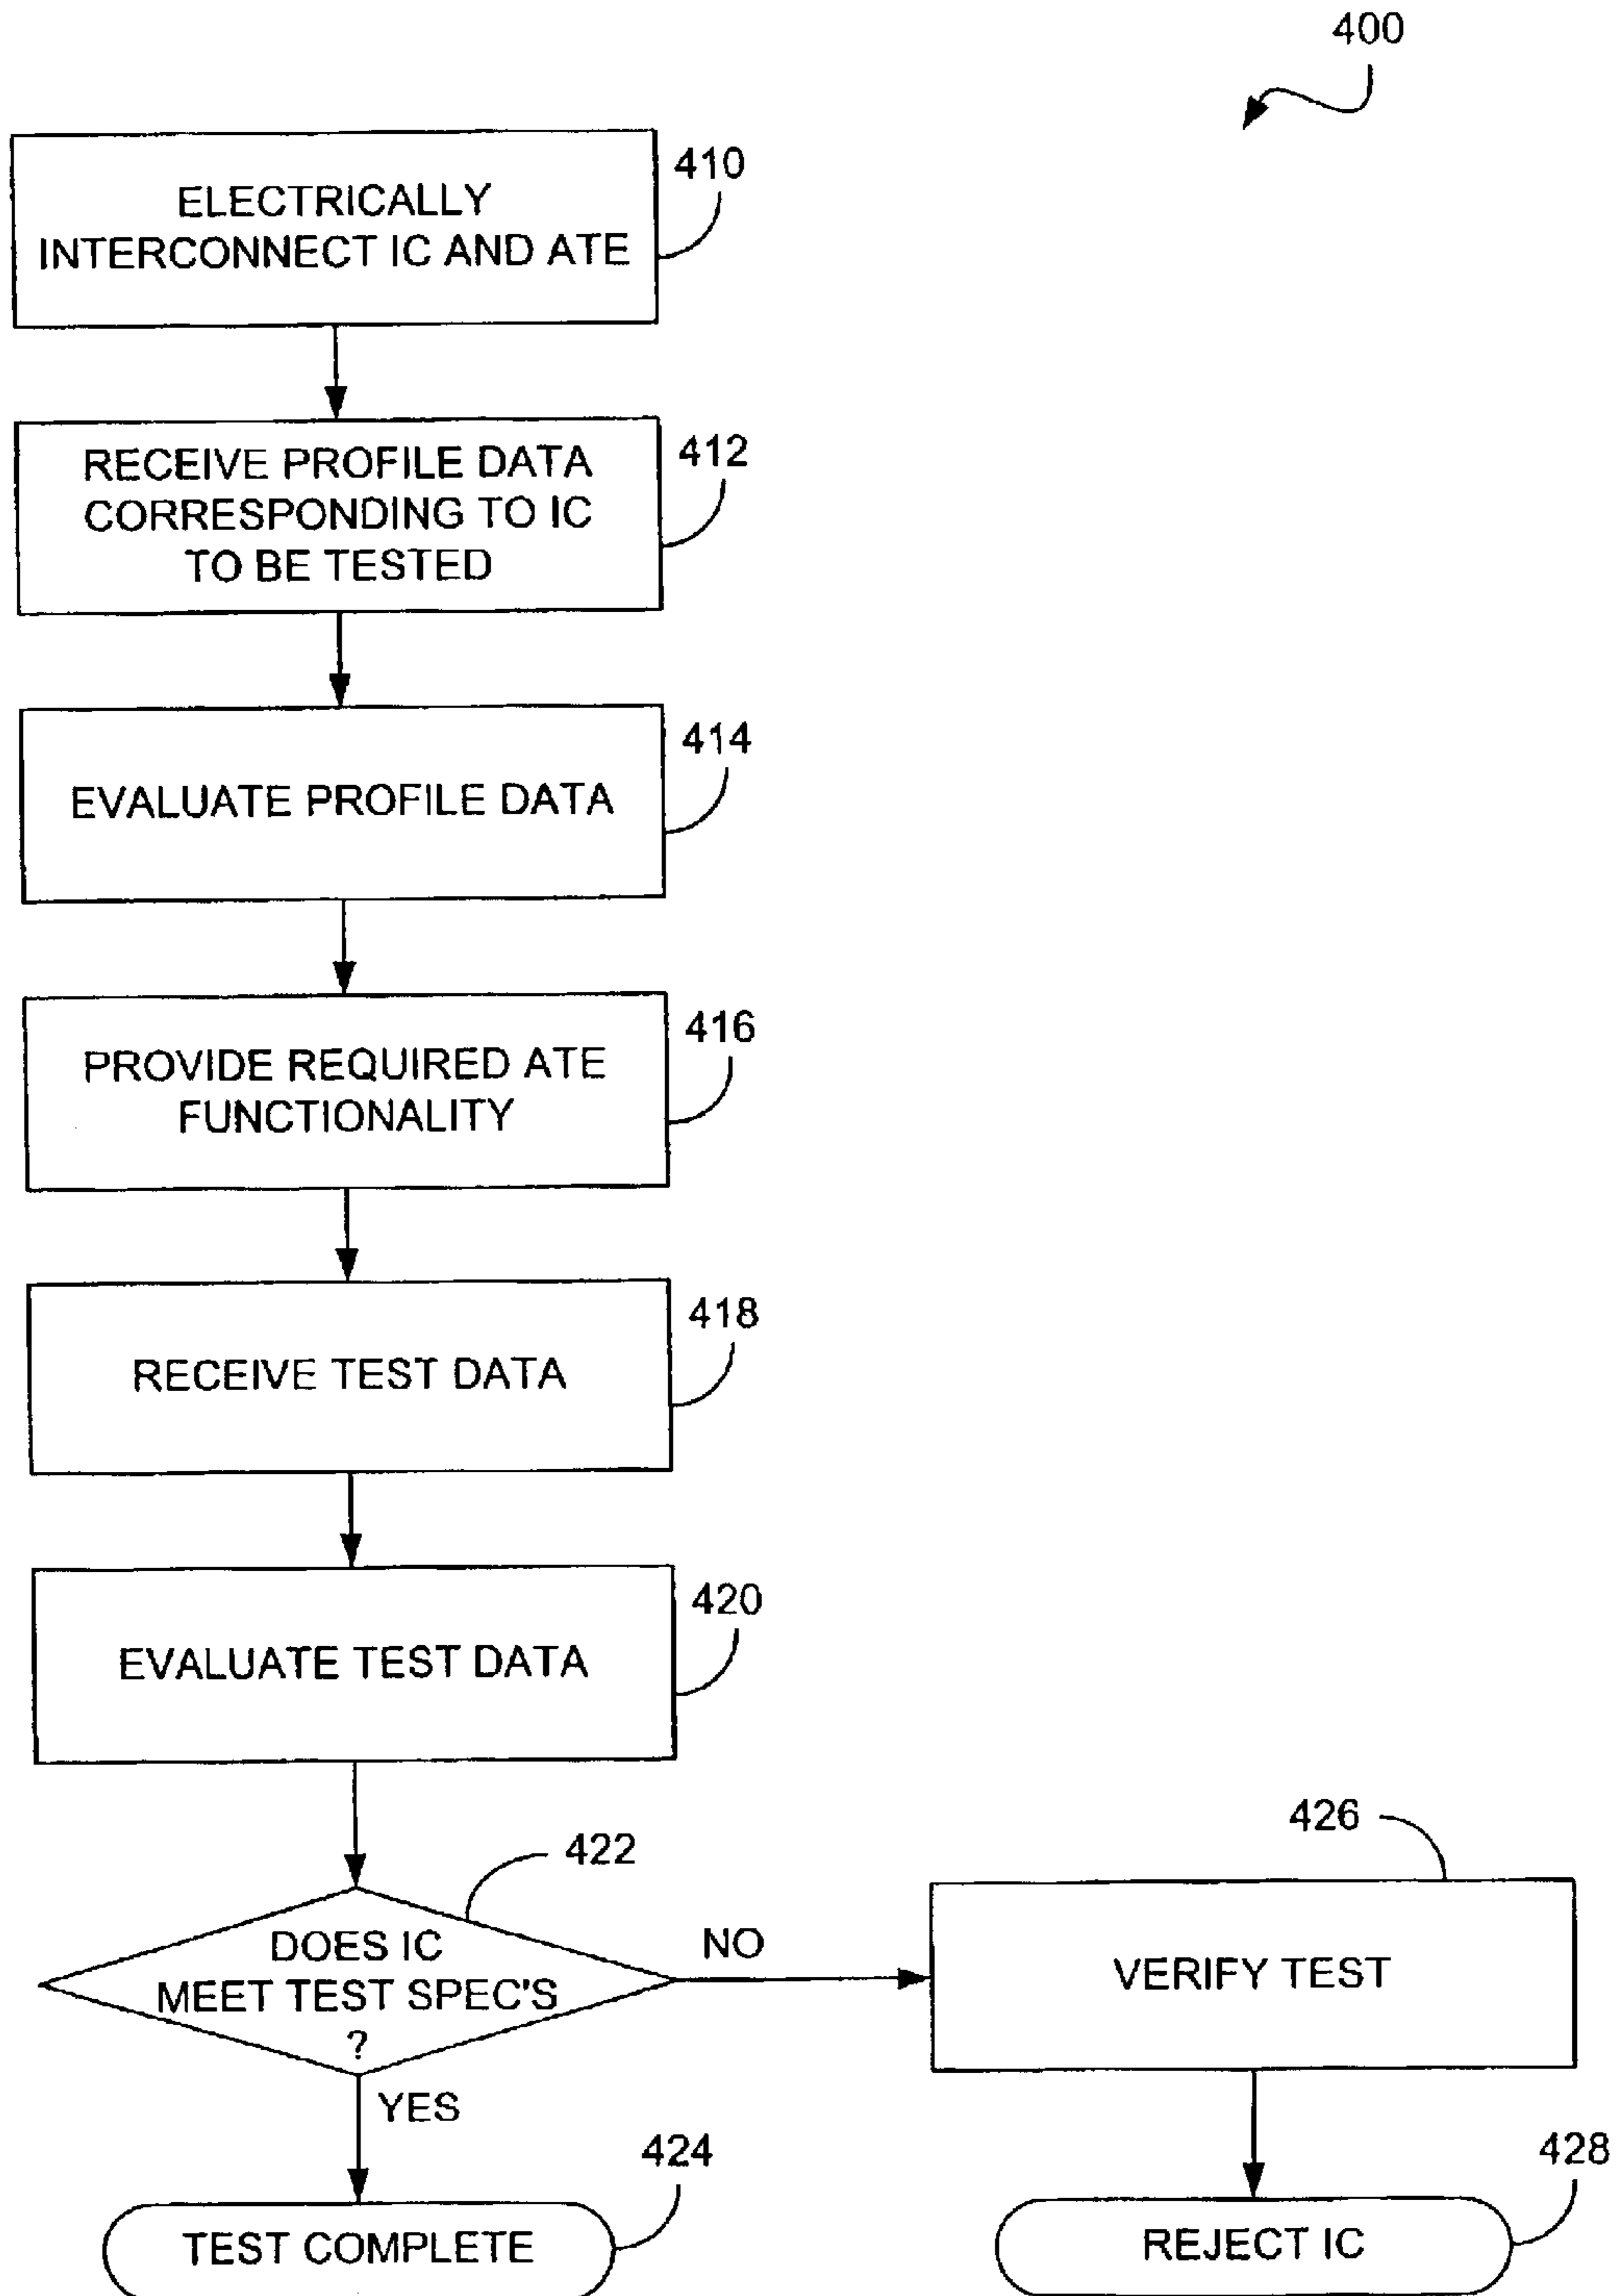 400
410
ELECTRICALLY
INTERCONNECT IC AND ATE
412
RECEIVE PROFILE DATA
CORRESPONDING TO IC
TO BE TESTED
414
EVALUATE PROFILE DATA
416
PROVIDE REQUIRED ATE
FUNCTIONALITY
418
RECEIVE TEST DATA
420
EVALUATE TEST DATA
422
DOES IC
MEET TEST SPEC'S
?
NO
426
VERIFY TEST
YES
424
TEST COMPLETE
428
REJECT IC